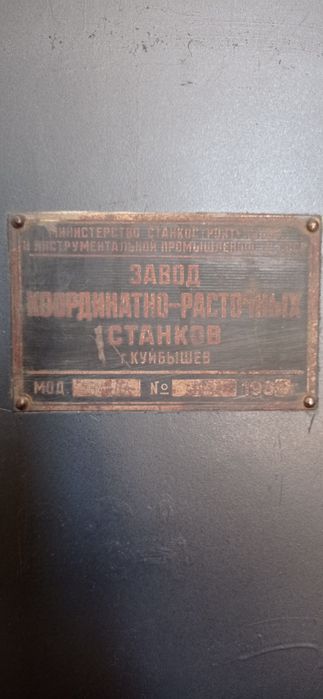 МИНИСТЕРСТВО СТАНКОСТРОИТЕЛЬНОЙ
И ИНСТРУМЕНТАЛЬНОЙ ПРОМЫШЛЕННОСТИ
ЗАВОД
КООРДИНАТНО-РАСТОЧНЫХ
СТАНКОВ
г. КУЙБЫШЕВ
МОД. №